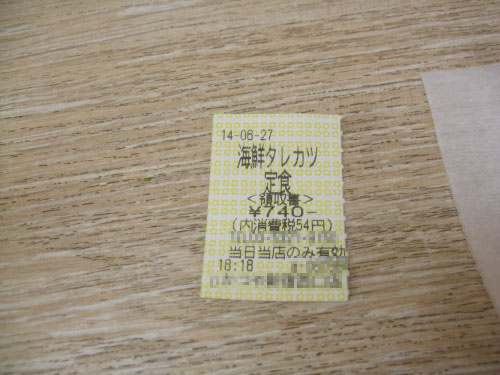 14-06-27
海鮮タレカツ
定食
＜領収書＞
￥740-
(内消費税54円)
当日当店のみ有効
18:18